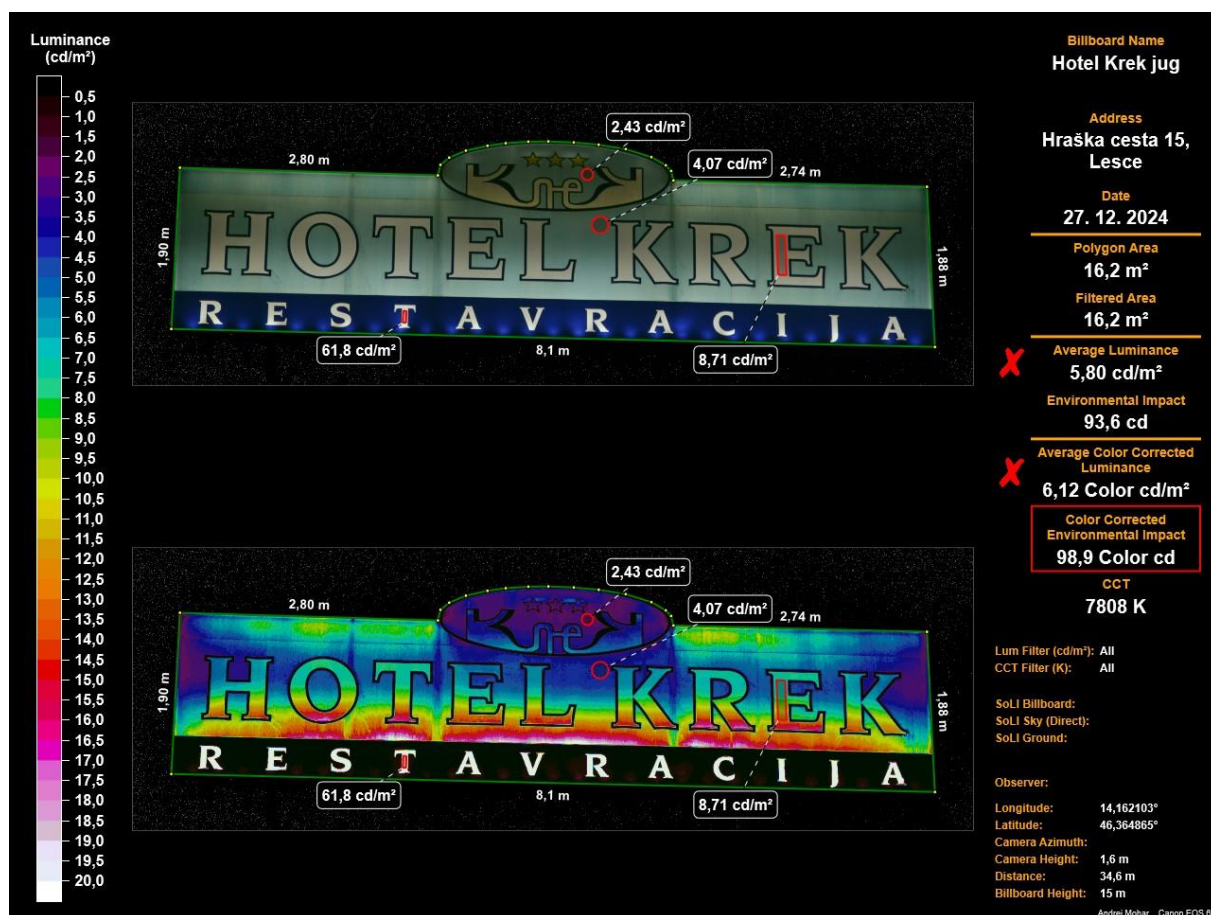 Luminance
(cd/m²)
0,5
1,0
1,5
2,0
2,5
3,0
3,5
4,0
4,5
5,0
5,5
6,0
6,5
7,0
7,5
8,0
8,5
9,0
9,5
10,0
10,5
11,0
11,5
12,0
12,5
13,0
13,5
14,0
14,5
15,0
15,5
16,0
16,5
17,0
17,5
18,0
18,5
19,0
19,5
20,0
2,43 cd/m²
4,07 cd/m²
2,80 m
2,74 m
1,90 m
1,88 m
HOTEL KREK
RESTAVRACIJA
61,8 cd/m²
8,1 m
8,71 cd/m²
2,43 cd/m²
4,07 cd/m²
2,80 m
2,74 m
1,90 m
1,88 m
HOTEL KREK
RESTAVRACIJA
61,8 cd/m²
8,1 m
8,71 cd/m²
Billboard Name
Hotel Krek jug
Address
Hraška cesta 15,
Lesce
Date
27. 12. 2024
Polygon Area
16,2 m²
Filtered Area
16,2 m²
Average Luminance
5,80 cd/m²
Environmental Impact
93,6 cd
Average Color Corrected
Luminance
6,12 Color cd/m²
Color Corrected
Environmental Impact
98,9 Color cd
CCT
7808 K
Lum Filter (cd/m²): All
CCT Filter (K): All
SoLI Billboard:
SoLI Sky (Direct):
SoLI Ground:
Observer:
Longitude: 14,162103°
Latitude: 46,364865°
Camera Azimuth:
Camera Height: 1,6 m
Distance: 34,6 m
Billboard Height: 15 m
Andrej Mohar Canon EOS